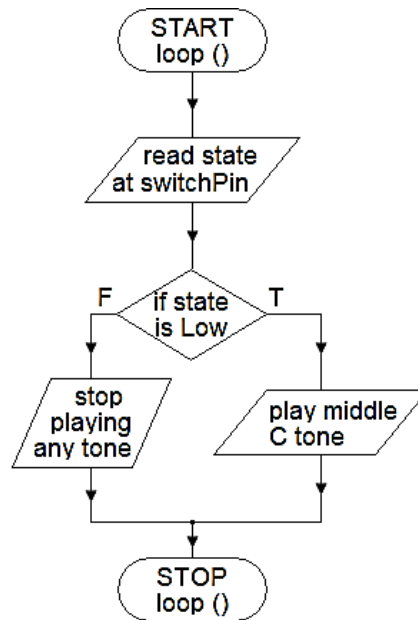 START
loop ()
read state
at switchPin
F
if state
is Low
T
stop
playing
any tone
play middle
C tone
STOP
loop ()